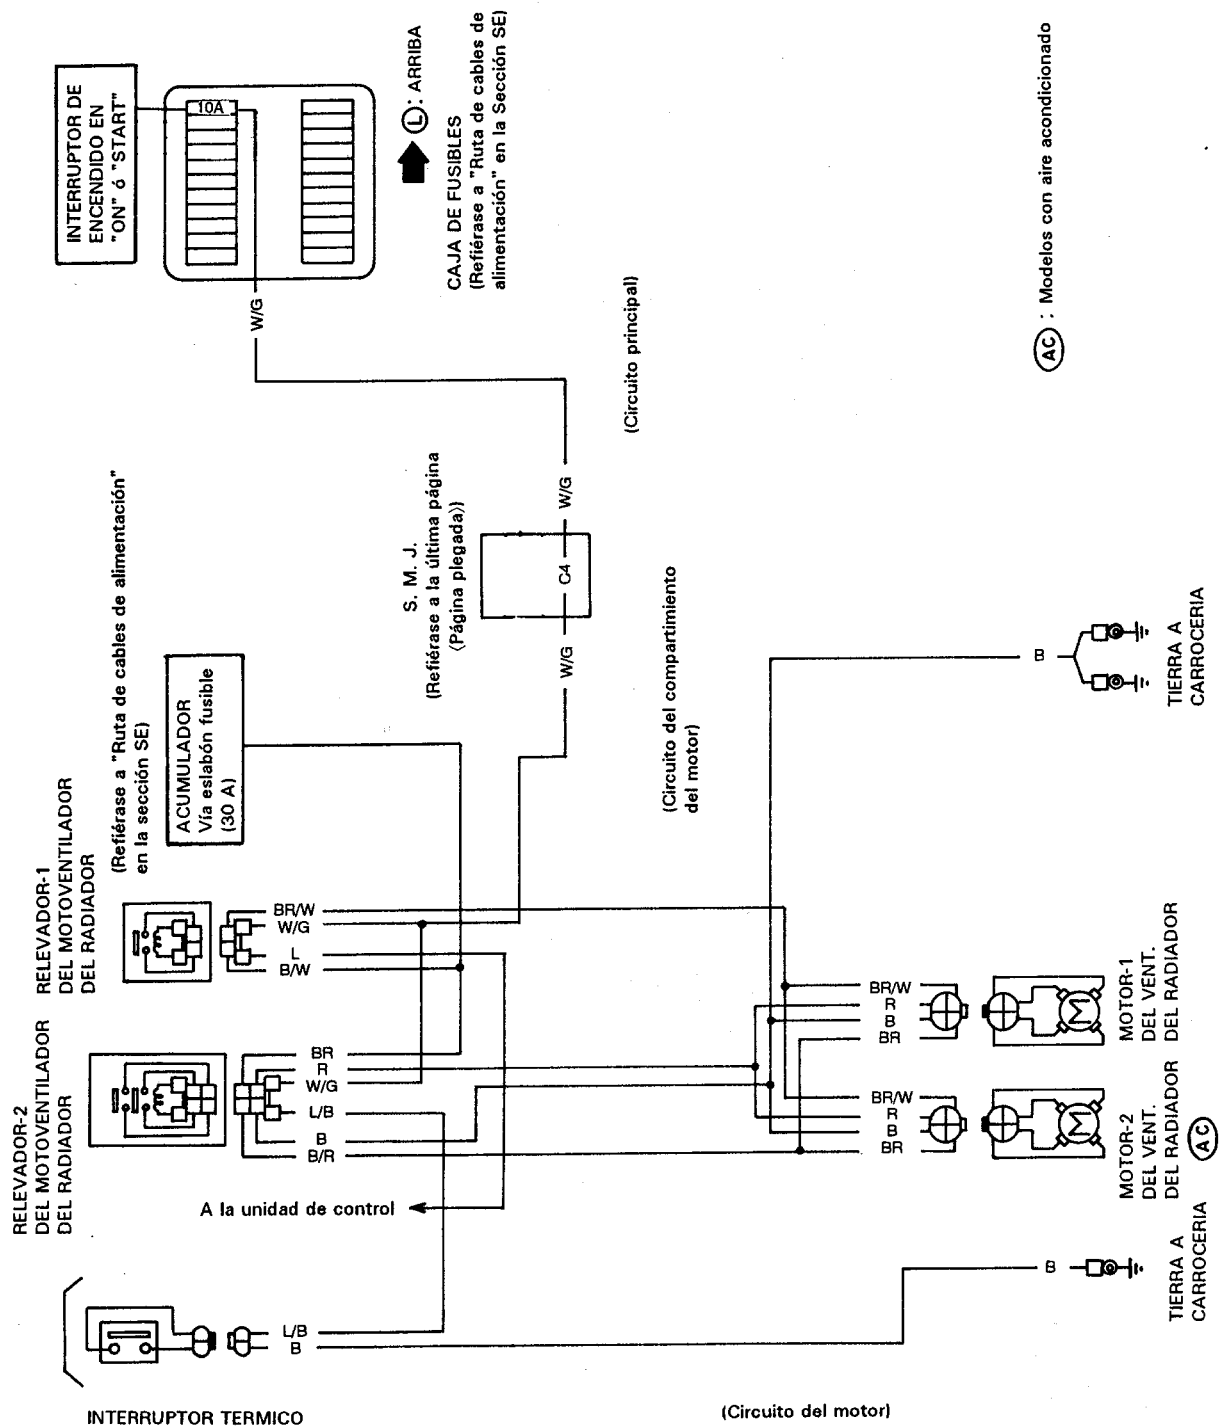 INTERRUPTOR DE
ENCENDIDO EN
"ON" ó "START"
10A
L : ARRIBA
CAJA DE FUSIBLES
(Refiérase a "Ruta de cables de
alimentación" en la Sección SE)
W/G
(Circuito principal)
AC : Modelos con aire acondicionado
S. M. J.
(Refiérase a la última página
(Página plegada))
W/G
C4
W/G
(Refiérase a "Ruta de cables de alimentación"
en la sección SE)
ACUMULADOR
Vía eslabón fusible
(30 A)
(Circuito del compartimiento
del motor)
B
TIERRA A
CARROCERIA
RELEVADOR-1
DEL MOTOVENTILADOR
DEL RADIADOR
BR/W
W/G
L
B/W
RELEVADOR-2
DEL MOTOVENTILADOR
DEL RADIADOR
BR
R
W/G
L/B
B
B/R
BR/W
R
B
BR
M
MOTOR-1
DEL VENT.
DEL RADIADOR
BR/W
R
B
BR
M
MOTOR-2
DEL VENT.
DEL RADIADOR
AC
A la unidad de control
L/B
B
B
TIERRA A
CARROCERIA
INTERRUPTOR TERMICO
(Circuito del motor)